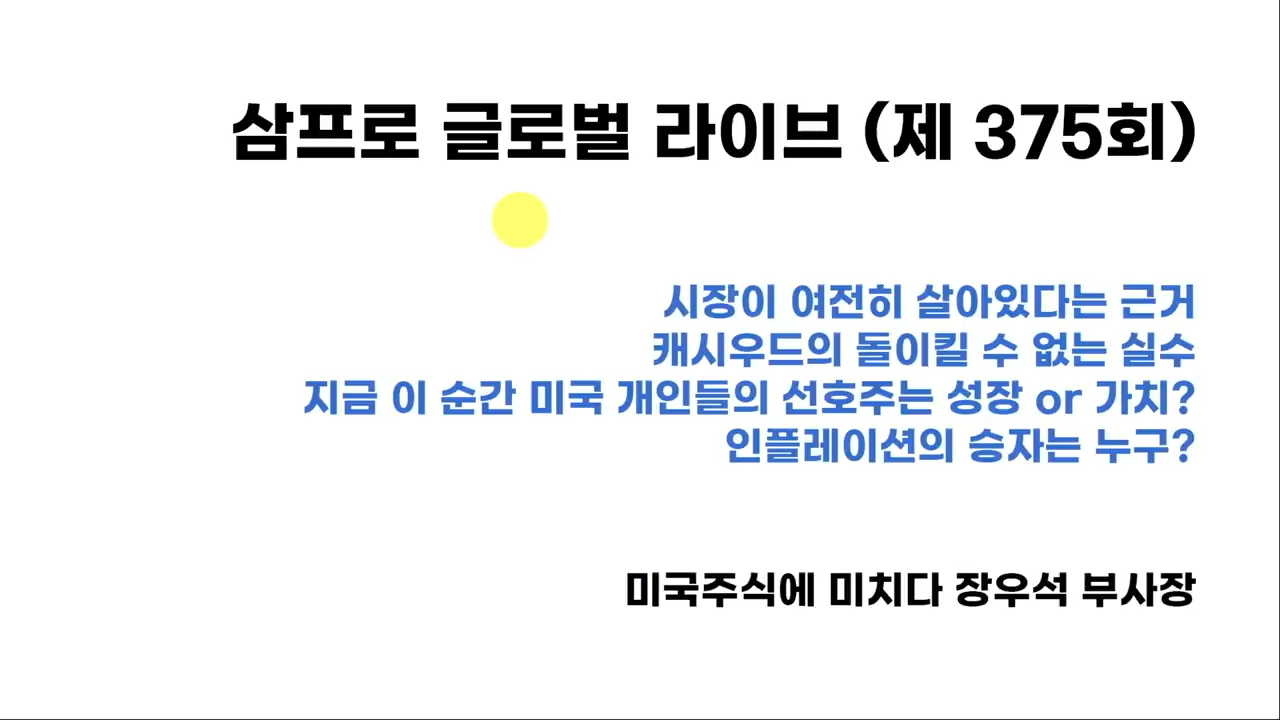 삼프로 글로벌 라이브 (제 375회)
시장이 여전히 살아있다는 근거
캐시우드의 돌이킬 수 없는 실수
지금 이 순간 미국 개인들의 선호주는 성장 or 가치?
인플레이션의 승자는 누구?
미국주식에 미치다 장우석 부사장